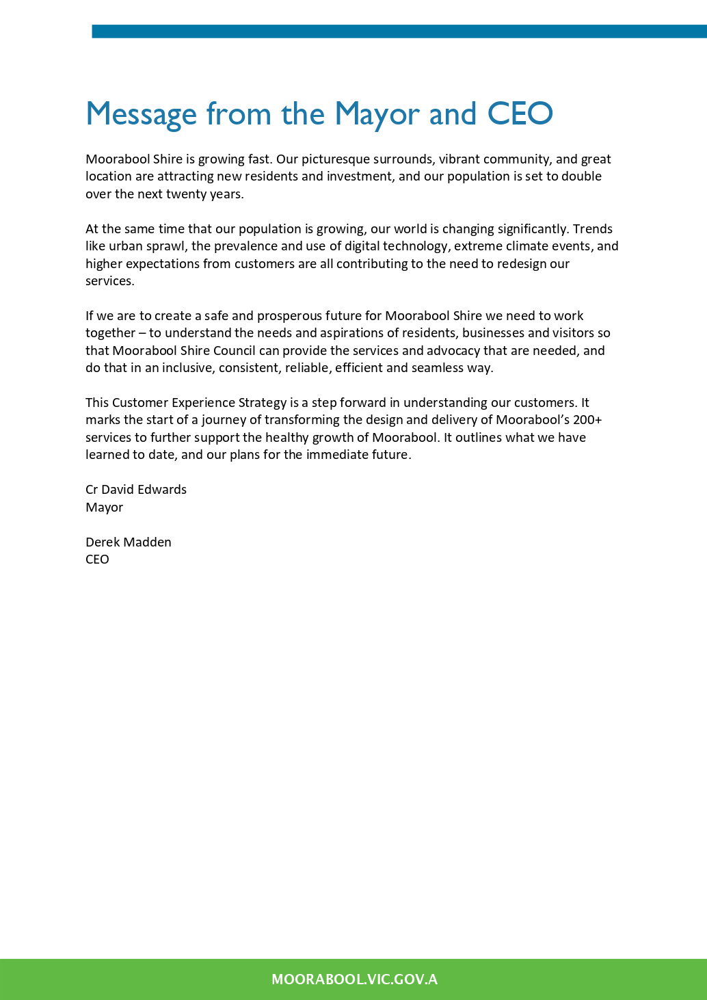 Message from the Mayor and CEO
Moorabool Shire is growing fast. Our picturesque surrounds, vibrant community, and great
location are attracting new residents and investment, and our population is set to double
over the next twenty years.
At the same time that our population is growing, our world is changing significantly. Trends
like urban sprawl, the prevalence and use of digital technology, extreme climate events, and
higher expectations from customers are all contributing to the need to redesign our
services.
If we are to create a safe and prosperous future for Moorabool Shire we need to work
together – to understand the needs and aspirations of residents, businesses and visitors so
that Moorabool Shire Council can provide the services and advocacy that are needed, and
do that in an inclusive, consistent, reliable, efficient and seamless way.
This Customer Experience Strategy is a step forward in understanding our customers. It
marks the start of a journey of transforming the design and delivery of Moorabool’s 200+
services to further support the healthy growth of Moorabool. It outlines what we have
learned to date, and our plans for the immediate future.
Cr David Edwards
Mayor
Derek Madden
CEO
MOORABOOL.VIC.GOV.A